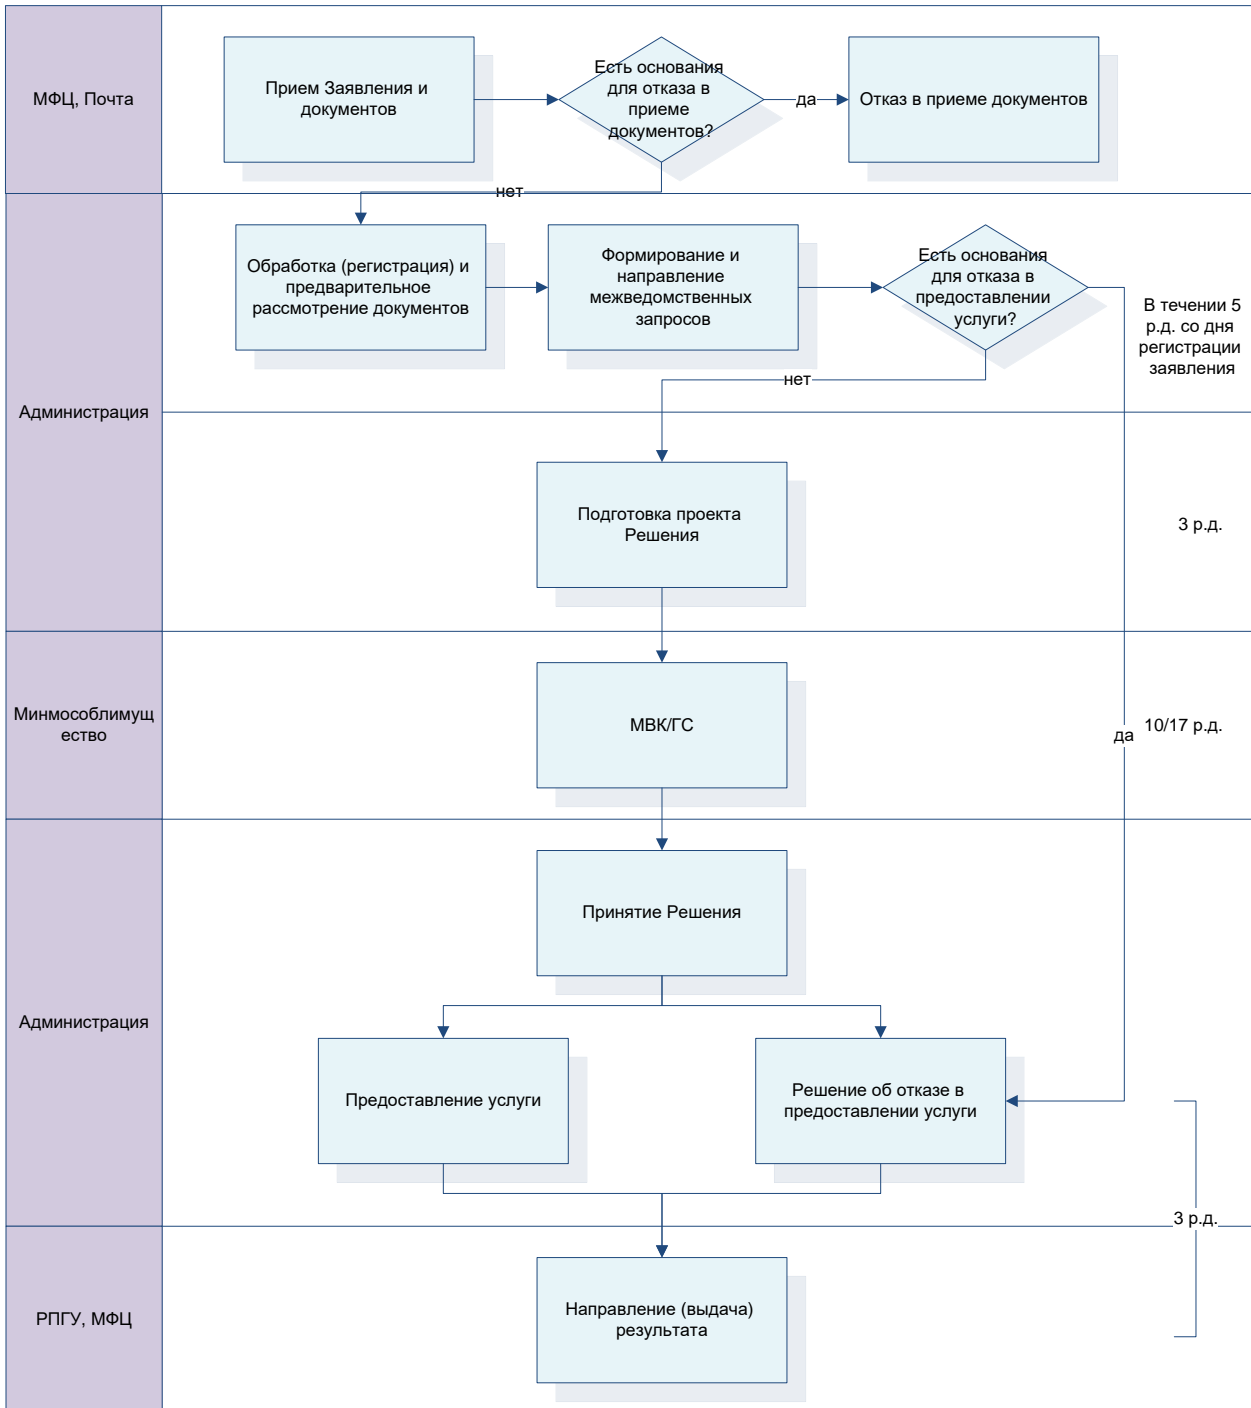 МФЦ, Почта
Прием Заявления и
документов
Есть основания
для отказа в
приеме
документов?
да
Отказ в приеме документов
нет
Администрация
Обработка (регистрация) и
предварительное
рассмотрение документов
Формирование и
направление
межведомственных
запросов
Есть основания
для отказа в
предоставлении
услуги?
В течении 5
р.д. со дня
регистрации
заявления
нет
Подготовка проекта
Решения
3 р.д.
Минмособлимущ
ество
МВК/ГС
да
10/17 р.д.
Администрация
Принятие Решения
Предоставление услуги
Решение об отказе в
предоставлении услуги
3 р.д.
РПГУ, МФЦ
Направление (выдача)
результата